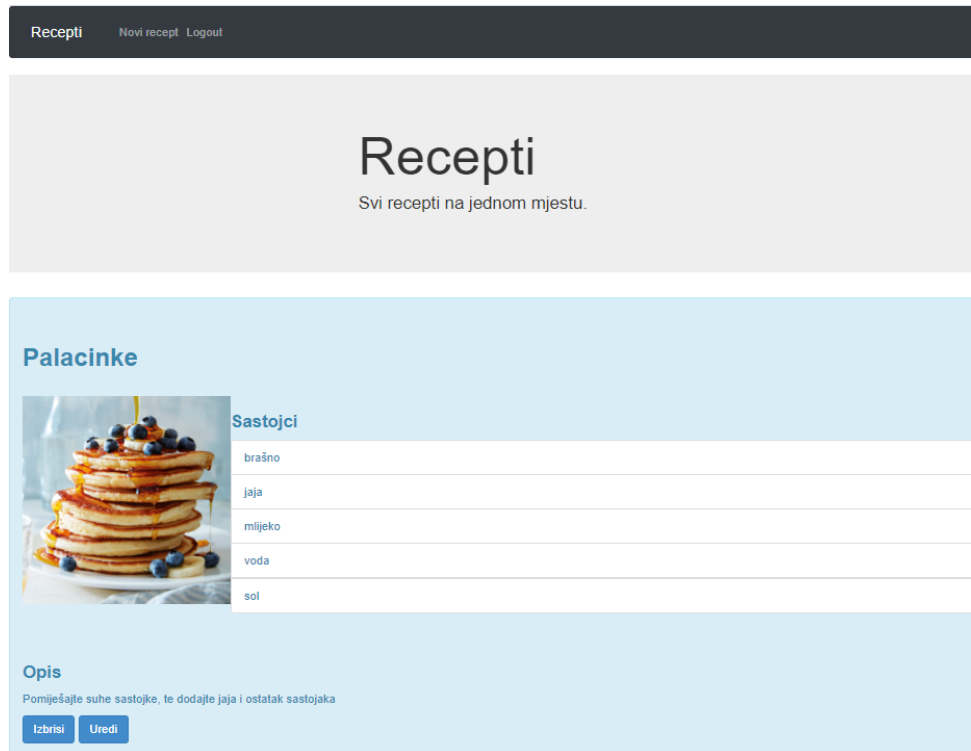 Recepti Novi recept Logout
Recepti
Svi recepti na jednom mjestu.
Palacinke
Sastojci
brašno
jaja
mlijeko
voda
sol
Opis
Pomiješajte suhe sastojke, te dodajte jaja i ostatak sastojaka
Izbrisi Uredi